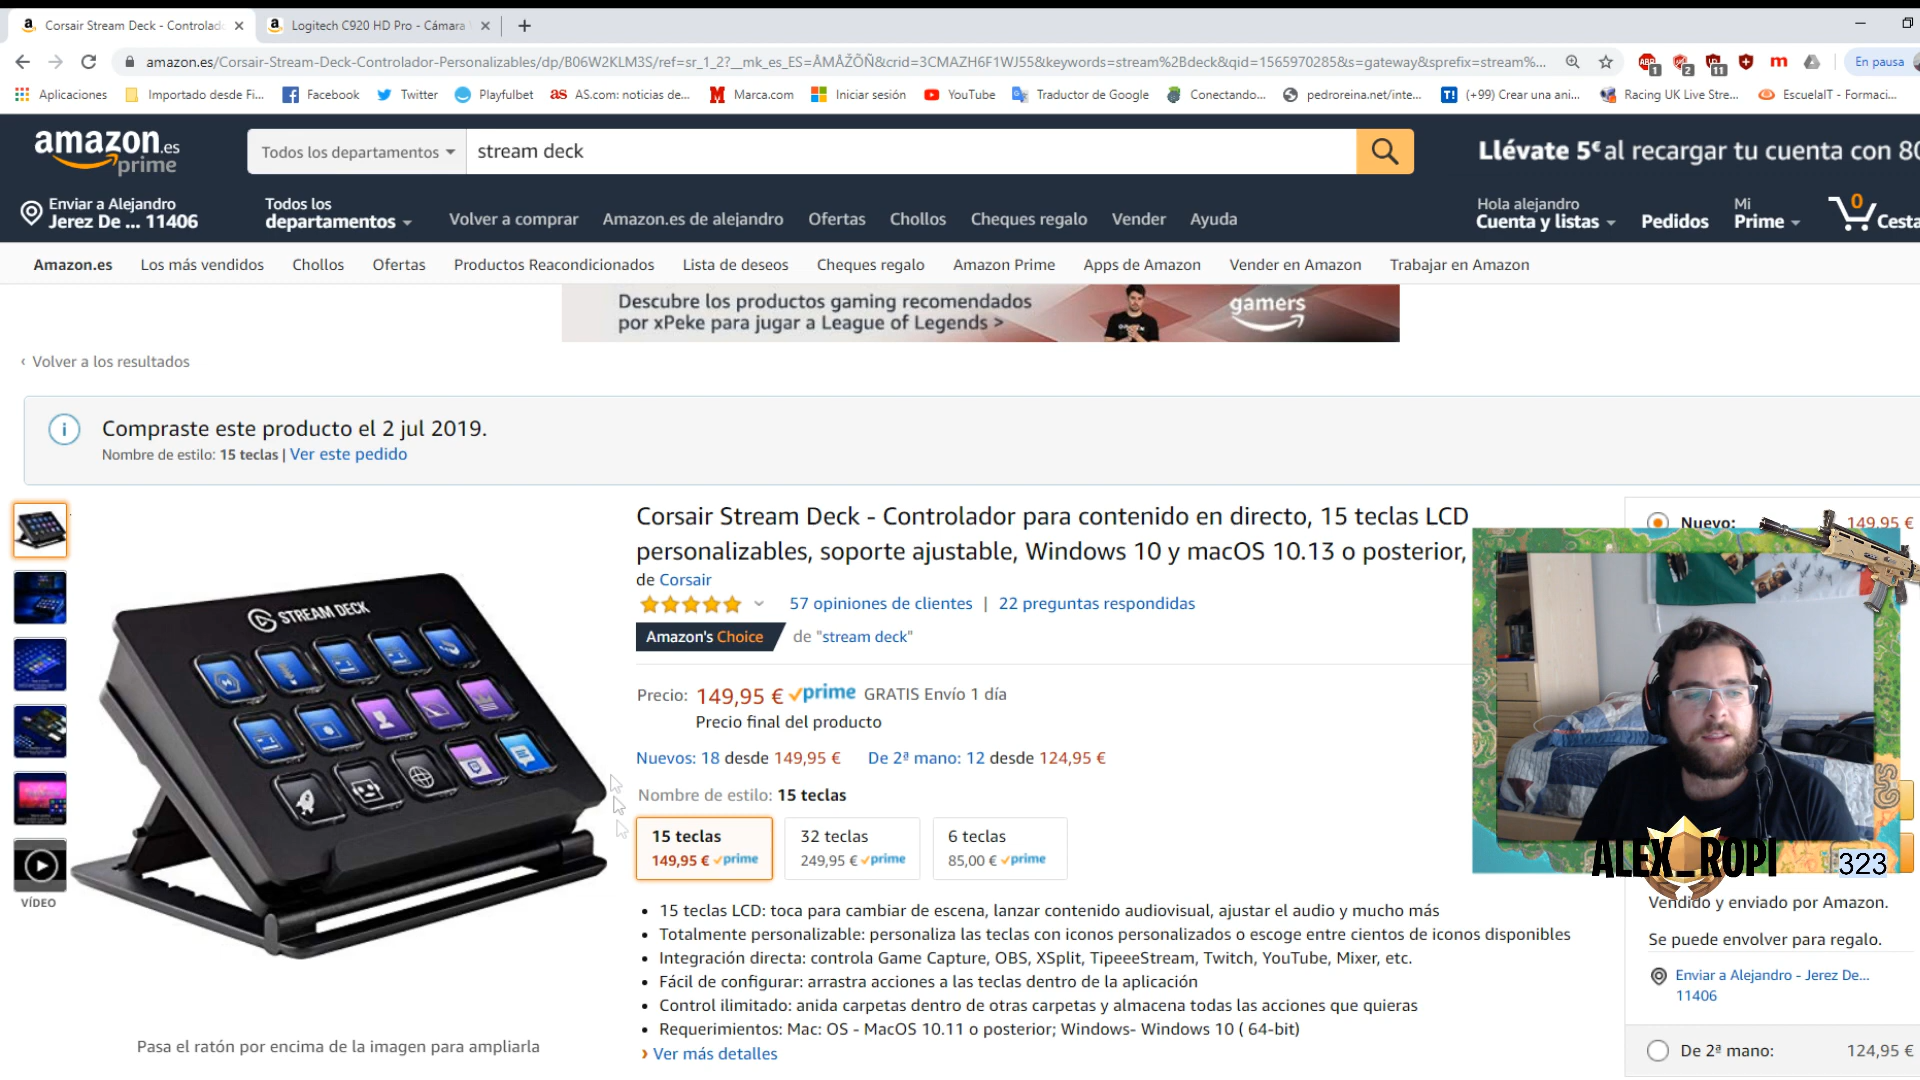 Corsair Stream Deck - Controlado
Logitech C920 HD Pro - Cámara
amazon.es/Corsair-Stream-Deck-Controlador-Personalizables/dp/B06W2KLM3S/ref=sr_1_2?__mk_es_ES=ÅMÅŽÕÑ&crid=3CMAZH6F1WJ55&keywords=stream%2Bdeck&qid=1565970285&s=gateway&sprefix=stream%...
1 2 11
En pausa
Aplicaciones
Importado desde Fi...
Facebook
Twitter
Playfulbet
AS.com: noticias de...
Marca.com
Iniciar sesión
YouTube
Traductor de Google
Conectando...
pedroreina.net/inte...
(+99) Crear una ani...
Racing UK Live Stre...
EscuelaIT - Formaci...
amazon.es
prime
Todos los departamentos
stream deck
Llévate 5€ al recargar tu cuenta con 80
Enviar a Alejandro
Jerez De ... 11406
Todos los
departamentos
Volver a comprar
Amazon.es de alejandro
Ofertas
Chollos
Cheques regalo
Vender
Ayuda
Hola alejandro
Cuenta y listas
Pedidos
Mi
Prime
0
Cesta
Amazon.es
Los más vendidos
Chollos
Ofertas
Productos Reacondicionados
Lista de deseos
Cheques regalo
Amazon Prime
Apps de Amazon
Vender en Amazon
Trabajar en Amazon
Descubre los productos gaming recomendados
por xPeke para jugar a League of Legends >
gamers
‹ Volver a los resultados
Compraste este producto el 2 jul 2019.
Nombre de estilo: 15 teclas | Ver este pedido
STREAM DECK
VÍDEO
Pasa el ratón por encima de la imagen para ampliarla
Corsair Stream Deck - Controlador para contenido en directo, 15 teclas LCD
personalizables, soporte ajustable, Windows 10 y macOS 10.13 o posterior,
de Corsair
57 opiniones de clientes | 22 preguntas respondidas
Amazon's Choice de "stream deck"
Precio: 149,95 € prime GRATIS Envío 1 día
Precio final del producto
Nuevos: 18 desde 149,95 € De 2ª mano: 12 desde 124,95 €
Nombre de estilo: 15 teclas
15 teclas
149,95 € prime
32 teclas
249,95 € prime
6 teclas
85,00 € prime
• 15 teclas LCD: toca para cambiar de escena, lanzar contenido audiovisual, ajustar el audio y mucho más
• Totalmente personalizable: personaliza las teclas con iconos personalizados o escoge entre cientos de iconos disponibles
• Integración directa: controla Game Capture, OBS, XSplit, TipeeeStream, Twitch, YouTube, Mixer, etc.
• Fácil de configurar: arrastra acciones a las teclas dentro de la aplicación
• Control ilimitado: anida carpetas dentro de otras carpetas y almacena todas las acciones que quieras
• Requerimientos: Mac: OS - MacOS 10.11 o posterior; Windows- Windows 10 ( 64-bit)
› Ver más detalles
Nuevo: 149,95 €
ALEX_ROPI
323
Vendido y enviado por Amazon.
Se puede envolver para regalo.
Enviar a Alejandro - Jerez De...
11406
De 2ª mano: 124,95 €